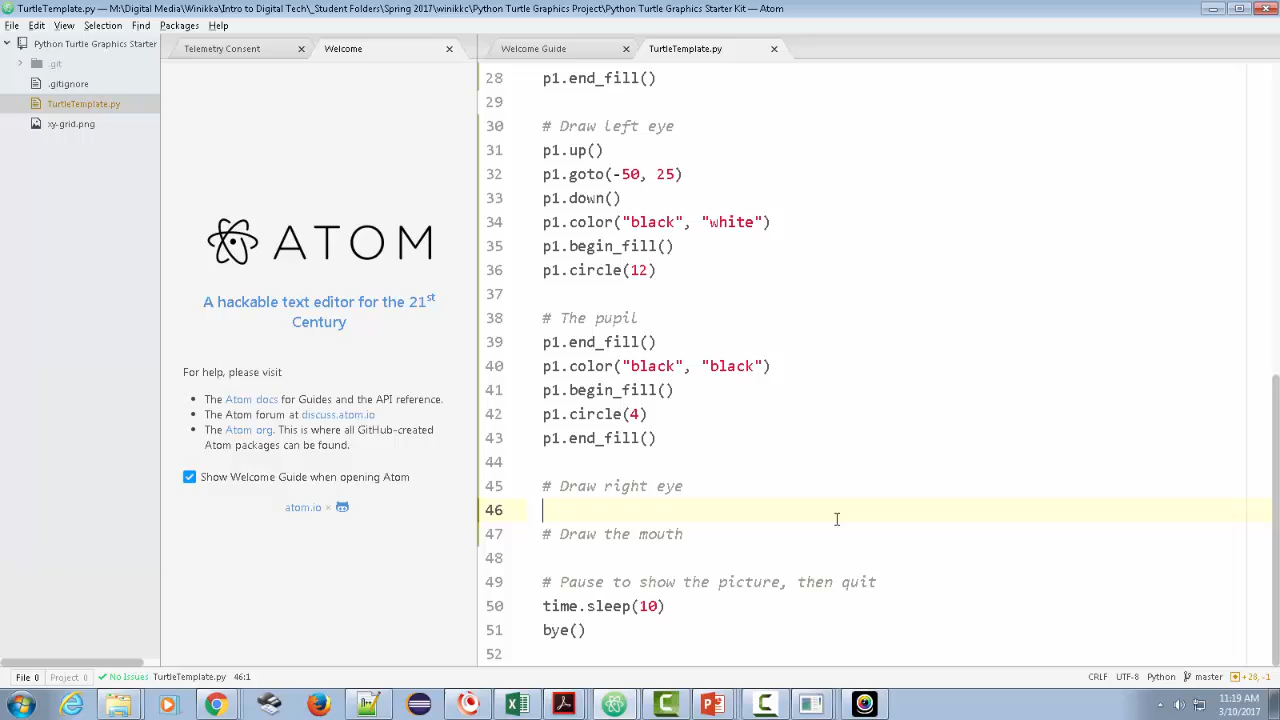 TurtleTemplate.py — M:\Digital Media\Winikka\Intro to Digital Tech\_Student Folders\Spring 2017\winikkc\Python Turtle Graphics Project\Python Turtle Graphics Starter Kit — Atom
File Edit View Selection Find Packages Help
Python Turtle Graphics Starter
.git
.gitignore
TurtleTemplate.py
xy-grid.png
Telemetry Consent
Welcome
ATOM
A hackable text editor for the 21st
Century
For help, please visit
The Atom docs for Guides and the API reference.
The Atom forum at discuss.atom.io
The Atom org. This is where all GitHub-created
Atom packages can be found.
Show Welcome Guide when opening Atom
atom.io ×
Welcome Guide
TurtleTemplate.py
28 p1.end_fill()
29
30 # Draw left eye
31 p1.up()
32 p1.goto(-50, 25)
33 p1.down()
34 p1.color("black", "white")
35 p1.begin_fill()
36 p1.circle(12)
37
38 # The pupil
39 p1.end_fill()
40 p1.color("black", "black")
41 p1.begin_fill()
42 p1.circle(4)
43 p1.end_fill()
44
45 # Draw right eye
46
47 # Draw the mouth
48
49 # Pause to show the picture, then quit
50 time.sleep(10)
51 bye()
52
File 0 Project 0 No Issues TurtleTemplate.py 46:1
CRLF UTF-8 Python master +28, -1
11:19 AM
3/10/2017